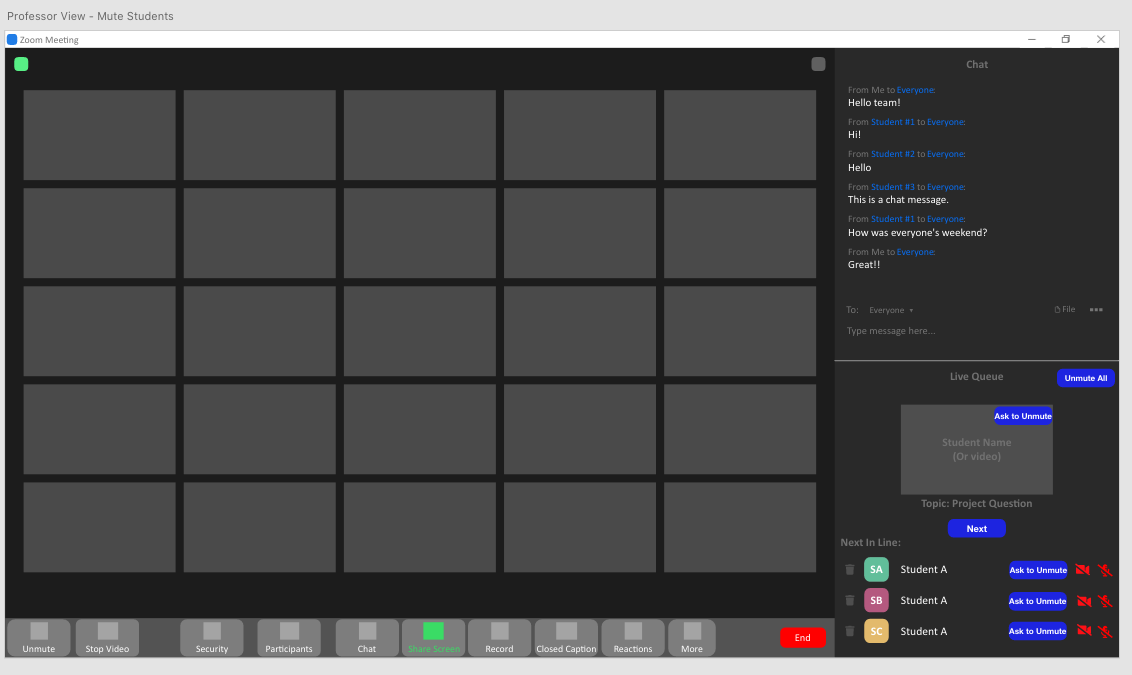 Professor View - Mute Students
Zoom Meeting
Chat
From Me to Everyone:
Hello team!
From Student #1 to Everyone:
Hi!
From Student #2 to Everyone:
Hello
From Student #3 to Everyone:
This is a chat message.
From Student #1 to Everyone:
How was everyone's weekend?
From Me to Everyone:
Great!!
To: Everyone File
Type message here...
Live Queue
Unmute All
Ask to Unmute
Student Name
(Or video)
Topic: Project Question
Next
Next In Line:
SA Student A Ask to Unmute
SB Student A Ask to Unmute
SC Student A Ask to Unmute
Unmute Stop Video Security Participants Chat Share Screen Record Closed Caption Reactions More End